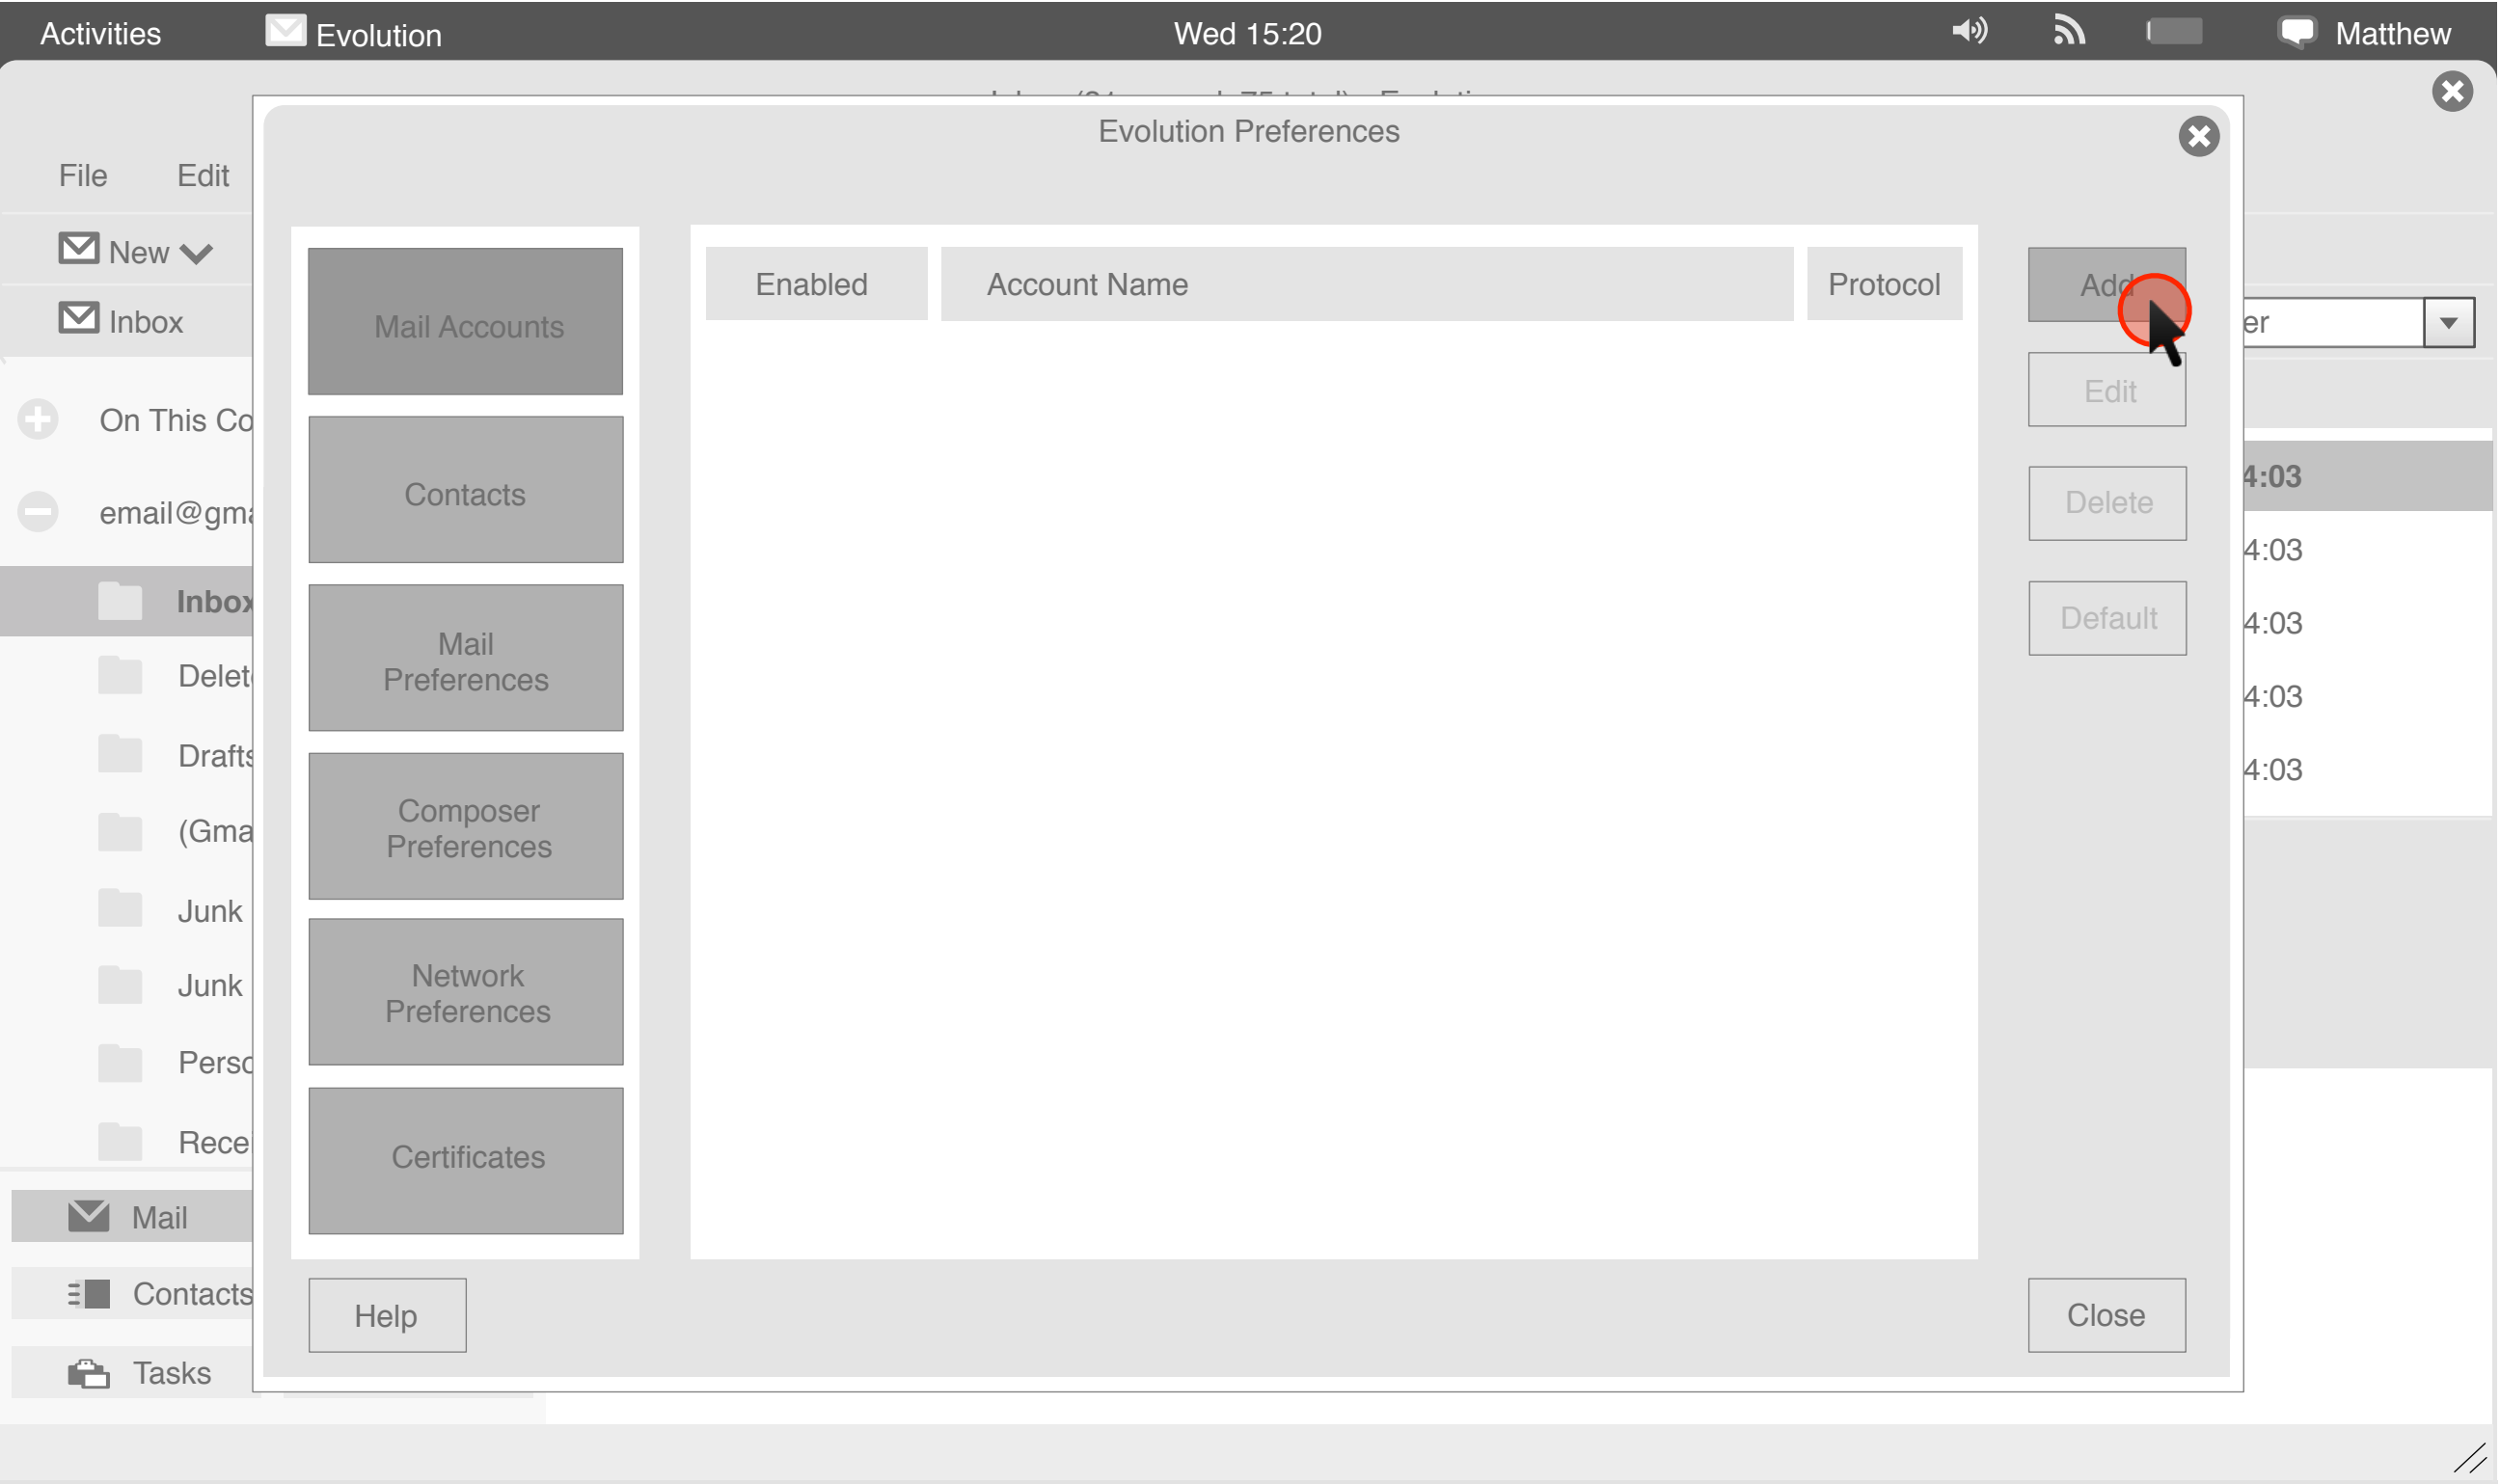 Activities
Evolution
Wed 15:20
Matthew
Evolution Preferences
File
Edit
New
Inbox
Enabled
Account Name
Protocol
Add
Edit
Delete
Default
Mail Accounts
Contacts
Mail
Preferences
Composer
Preferences
Network
Preferences
Certificates
On This Co
email@gma
Inbox
Delet
Drafts
(Gma
Junk
Junk
Perso
Recei
er
4:03
4:03
4:03
4:03
4:03
Mail
Contacts
Tasks
Help
Close